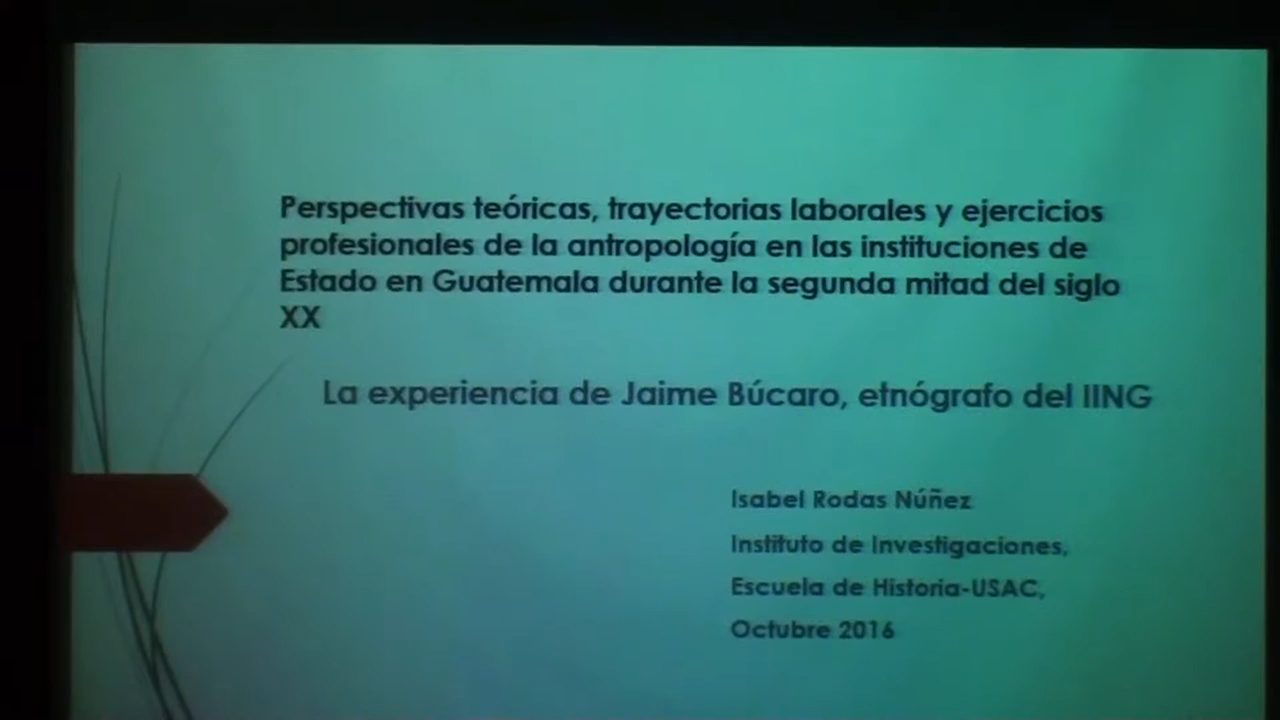 Perspectivas teóricas, trayectorias laborales y ejercicios
profesionales de la antropología en las instituciones de
Estado en Guatemala durante la segunda mitad del siglo
XX
La experiencia de Jaime Búcaro, etnógrafo del IING
Isabel Rodas Núñez
Instituto de Investigaciones,
Escuela de Historia-USAC,
Octubre 2016